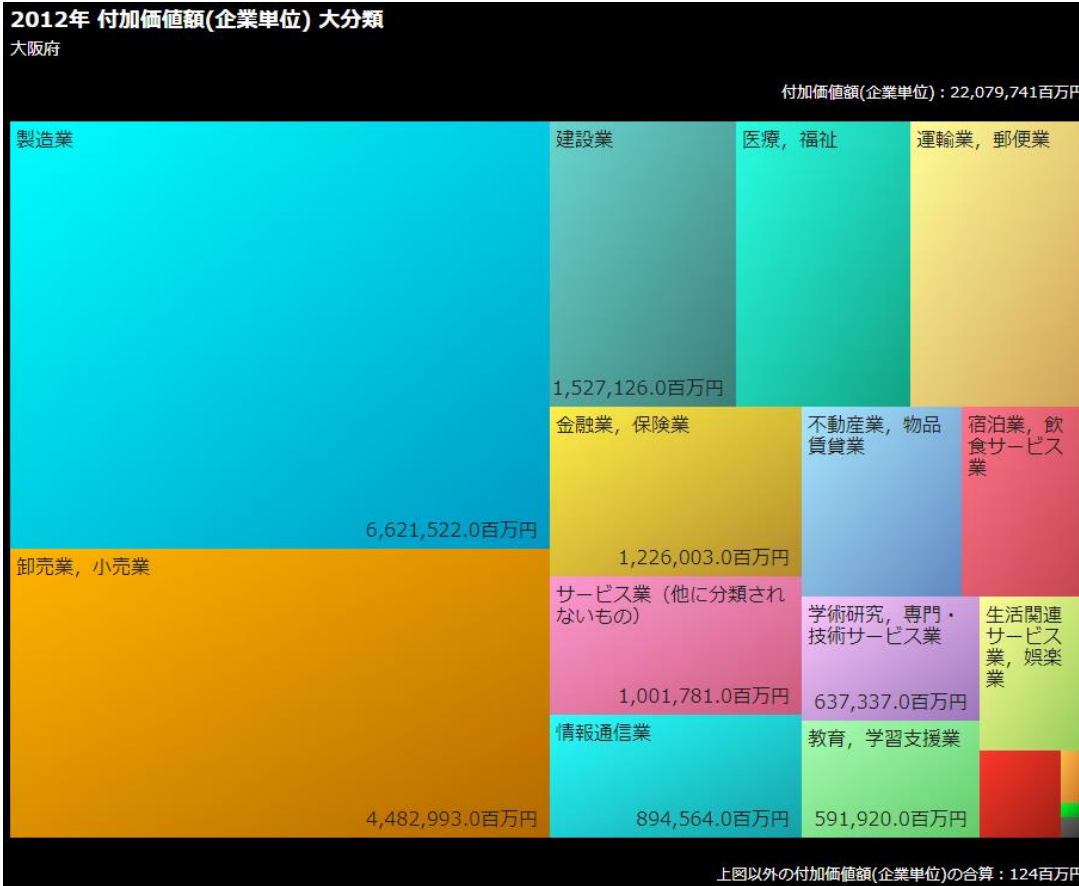 2012年 付加価値額(企業単位) 大分類
大阪府
付加価値額(企業単位)：22,079,741百万円
製造業
6,621,522.0百万円
卸売業，小売業
4,482,993.0百万円
建設業
1,527,126.0百万円
医療，福祉
運輸業，郵便業
金融業，保険業
1,226,003.0百万円
不動産業，物品
賃貸業
宿泊業，飲
食サービス
業
サービス業（他に分類され
ないもの）
1,001,781.0百万円
学術研究，専門・
技術サービス業
637,337.0百万円
生活関連
サービス
業，娯楽
業
情報通信業
894,564.0百万円
教育，学習支援業
591,920.0百万円
上図以外の付加価値額(企業単位)の合算：124百万円